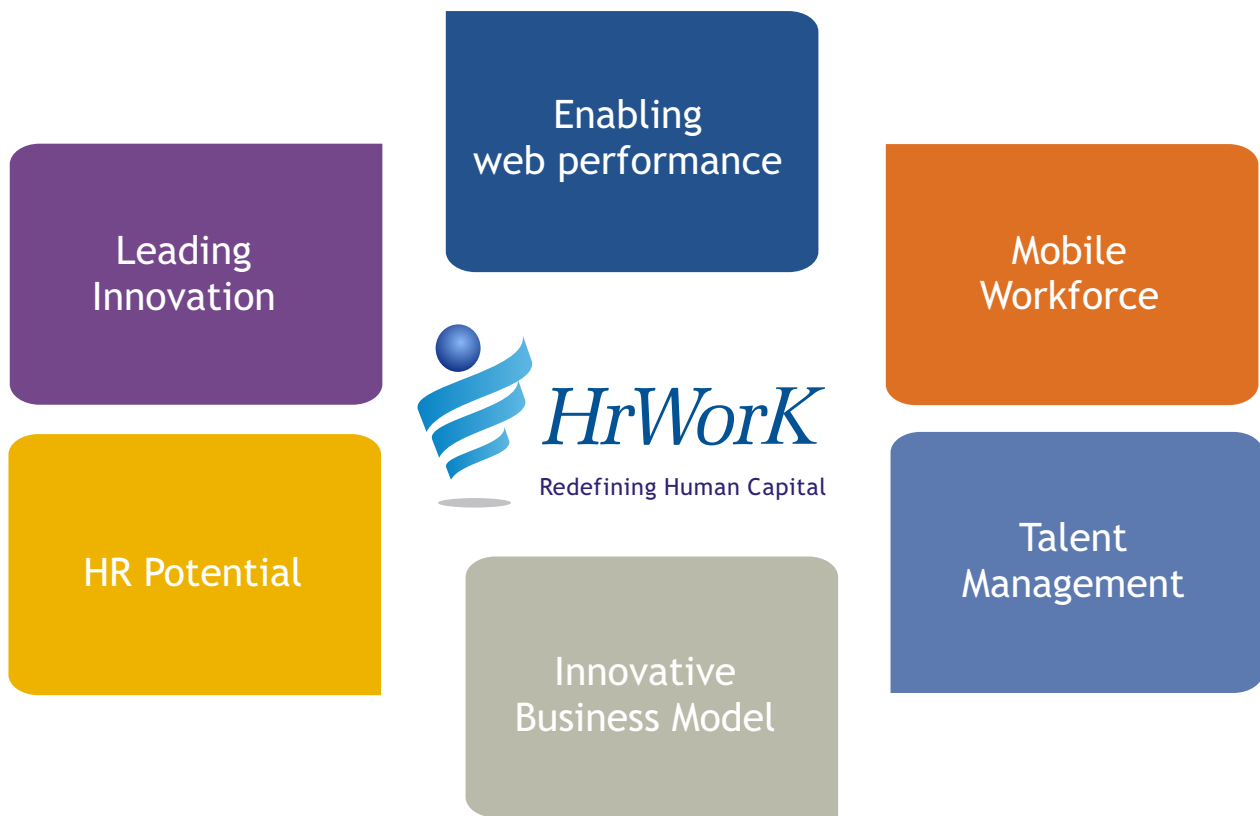 Enabling
web performance
Leading
Innovation
Mobile
Workforce
HrWorK
Redefining Human Capital
HR Potential
Talent
Management
Innovative
Business Model